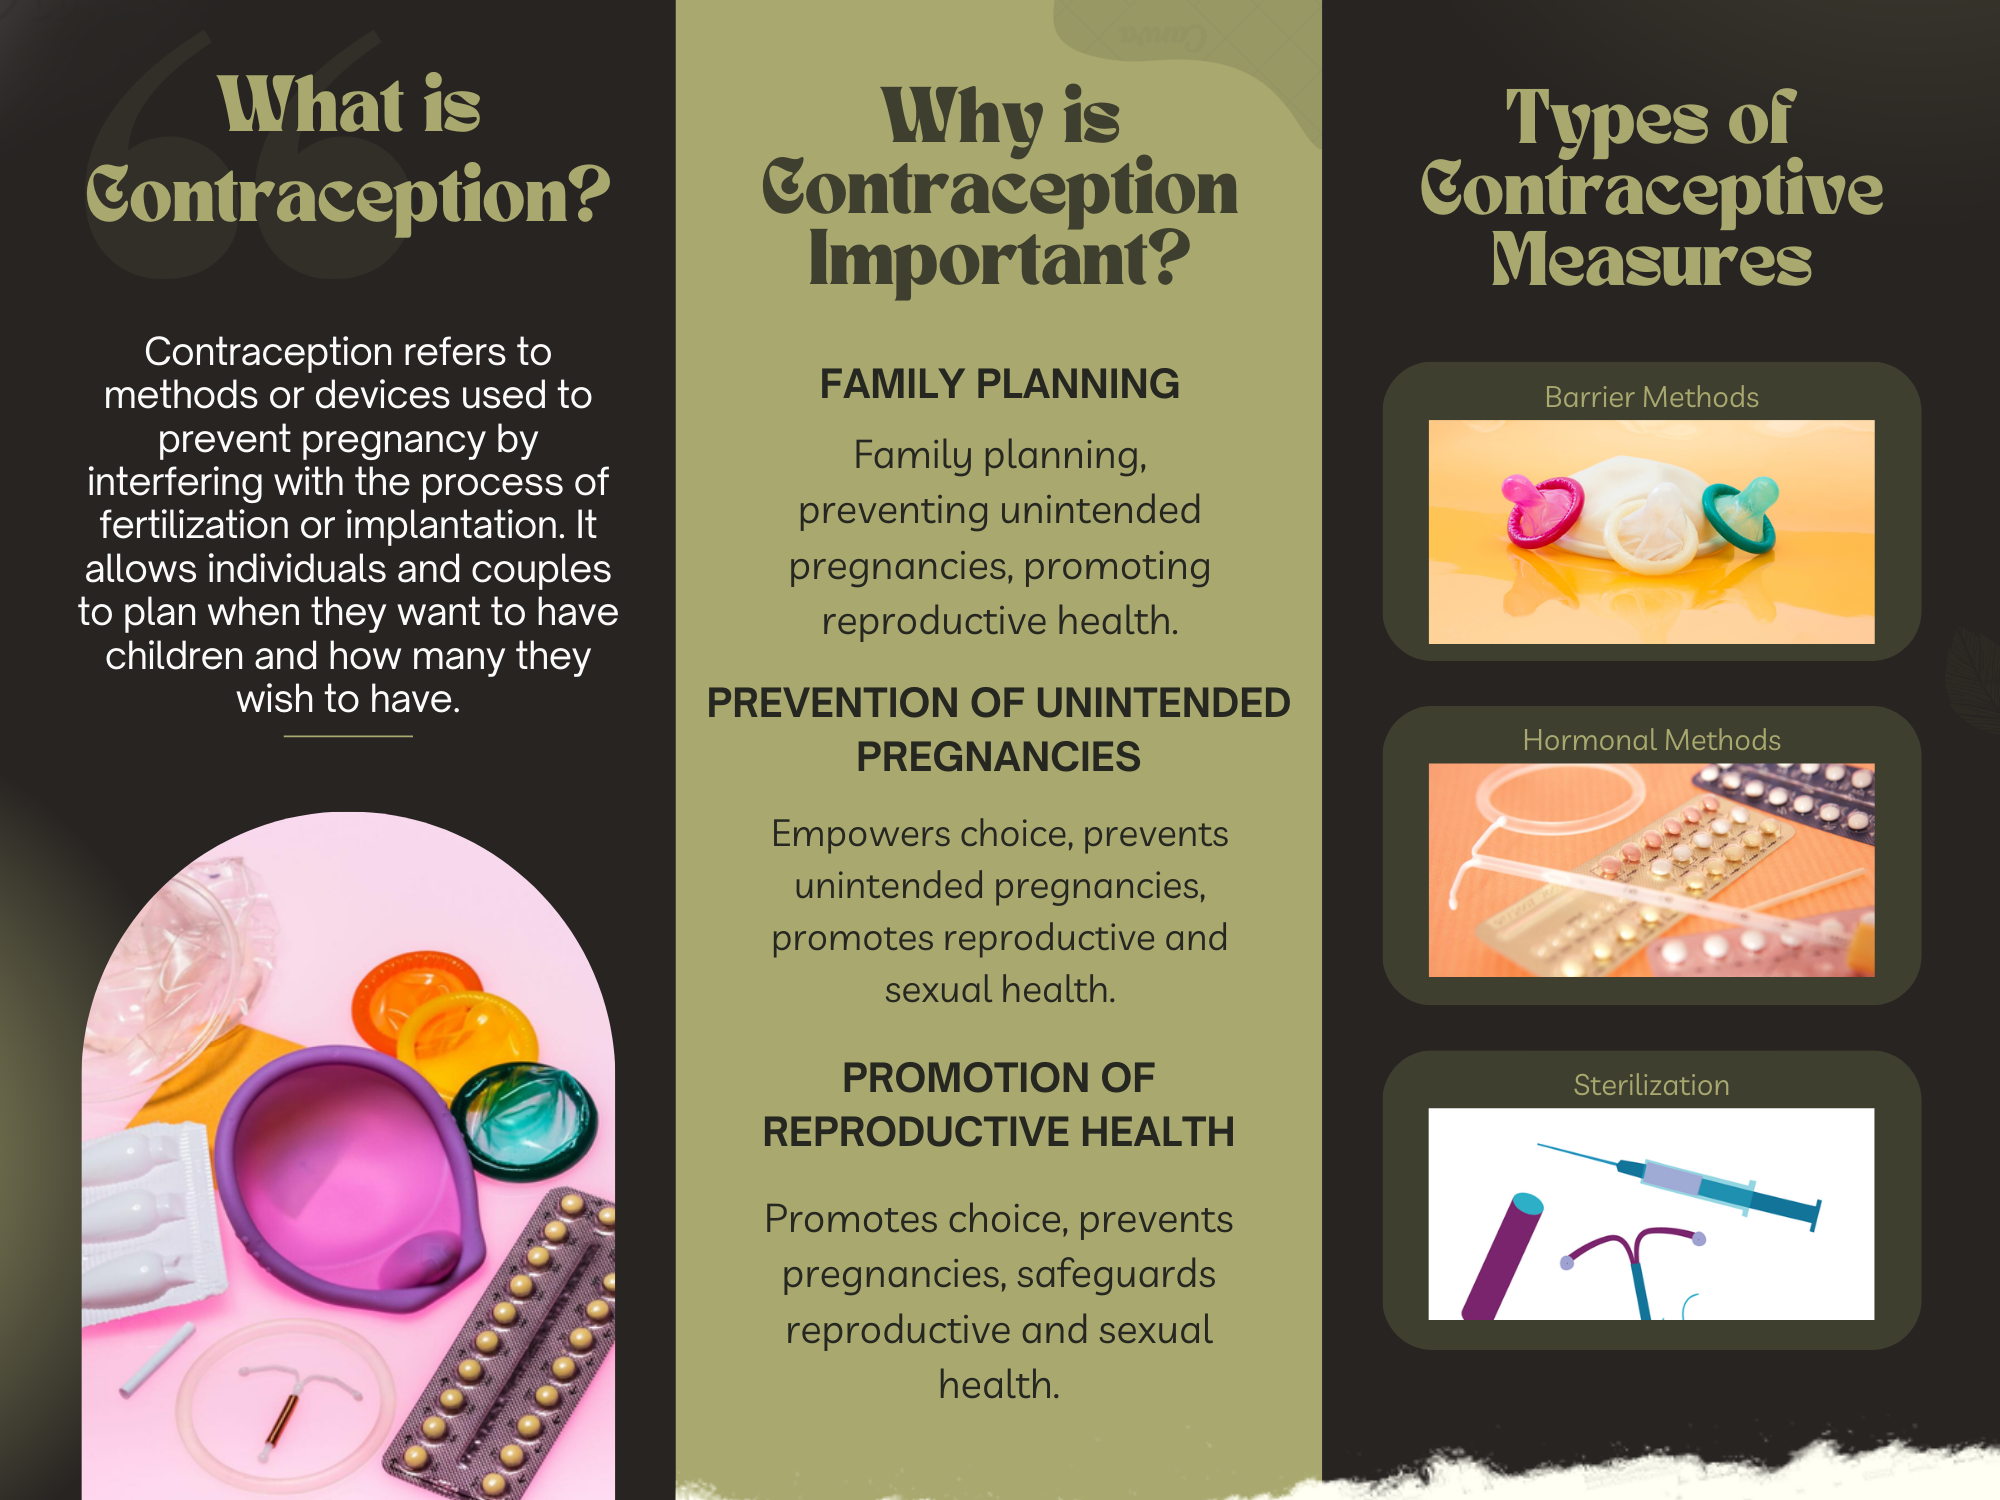 What is
Contraception?
Contraception refers to
methods or devices used to
prevent pregnancy by
interfering with the process of
fertilization or implantation. It
allows individuals and couples
to plan when they want to have
children and how many they
wish to have.
Canva
Why is
Contraception
Important?
FAMILY PLANNING
Family planning,
preventing unintended
pregnancies, promoting
reproductive health.
PREVENTION OF UNINTENDED
PREGNANCIES
Empowers choice, prevents
unintended pregnancies,
promotes reproductive and
sexual health.
PROMOTION OF
REPRODUCTIVE HEALTH
Promotes choice, prevents
pregnancies, safeguards
reproductive and sexual
health.
Types of
Contraceptive
Measures
Barrier Methods
Hormonal Methods
Sterilization